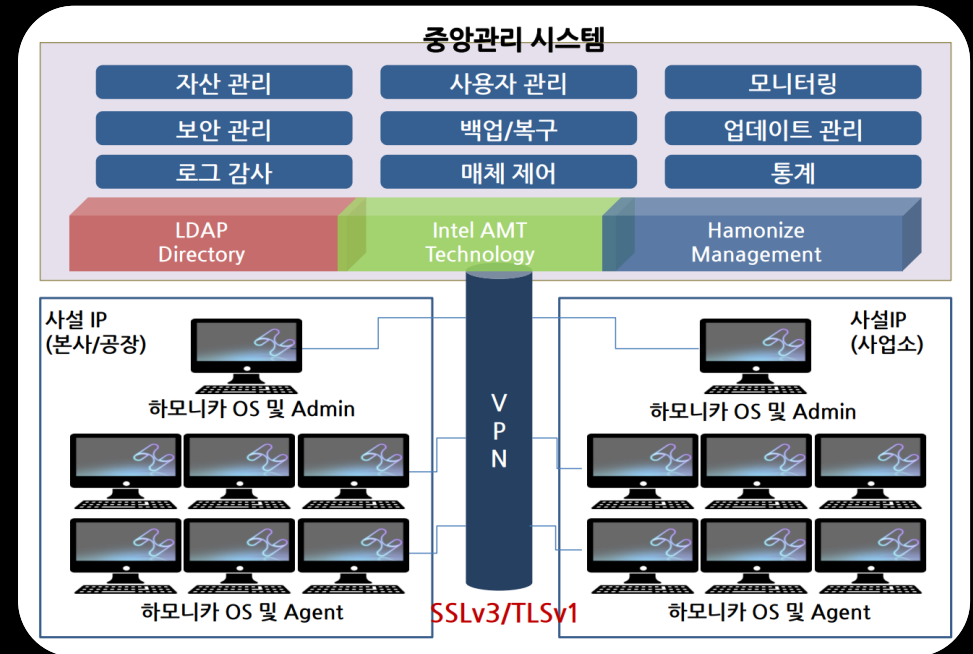 중앙관리 시스템
자산 관리
사용자 관리
모니터링
보안 관리
백업/복구
업데이트 관리
로그 감사
매체 제어
통계
LDAP
Directory
Intel AMT
Technology
Hamonize
Management
사설 IP
(본사/공장)
하모니카 OS 및 Admin
하모니카 OS 및 Agent
V
P
N
SSLv3/TLSv1
사설IP
(사업소)
하모니카 OS 및 Admin
하모니카 OS 및 Agent